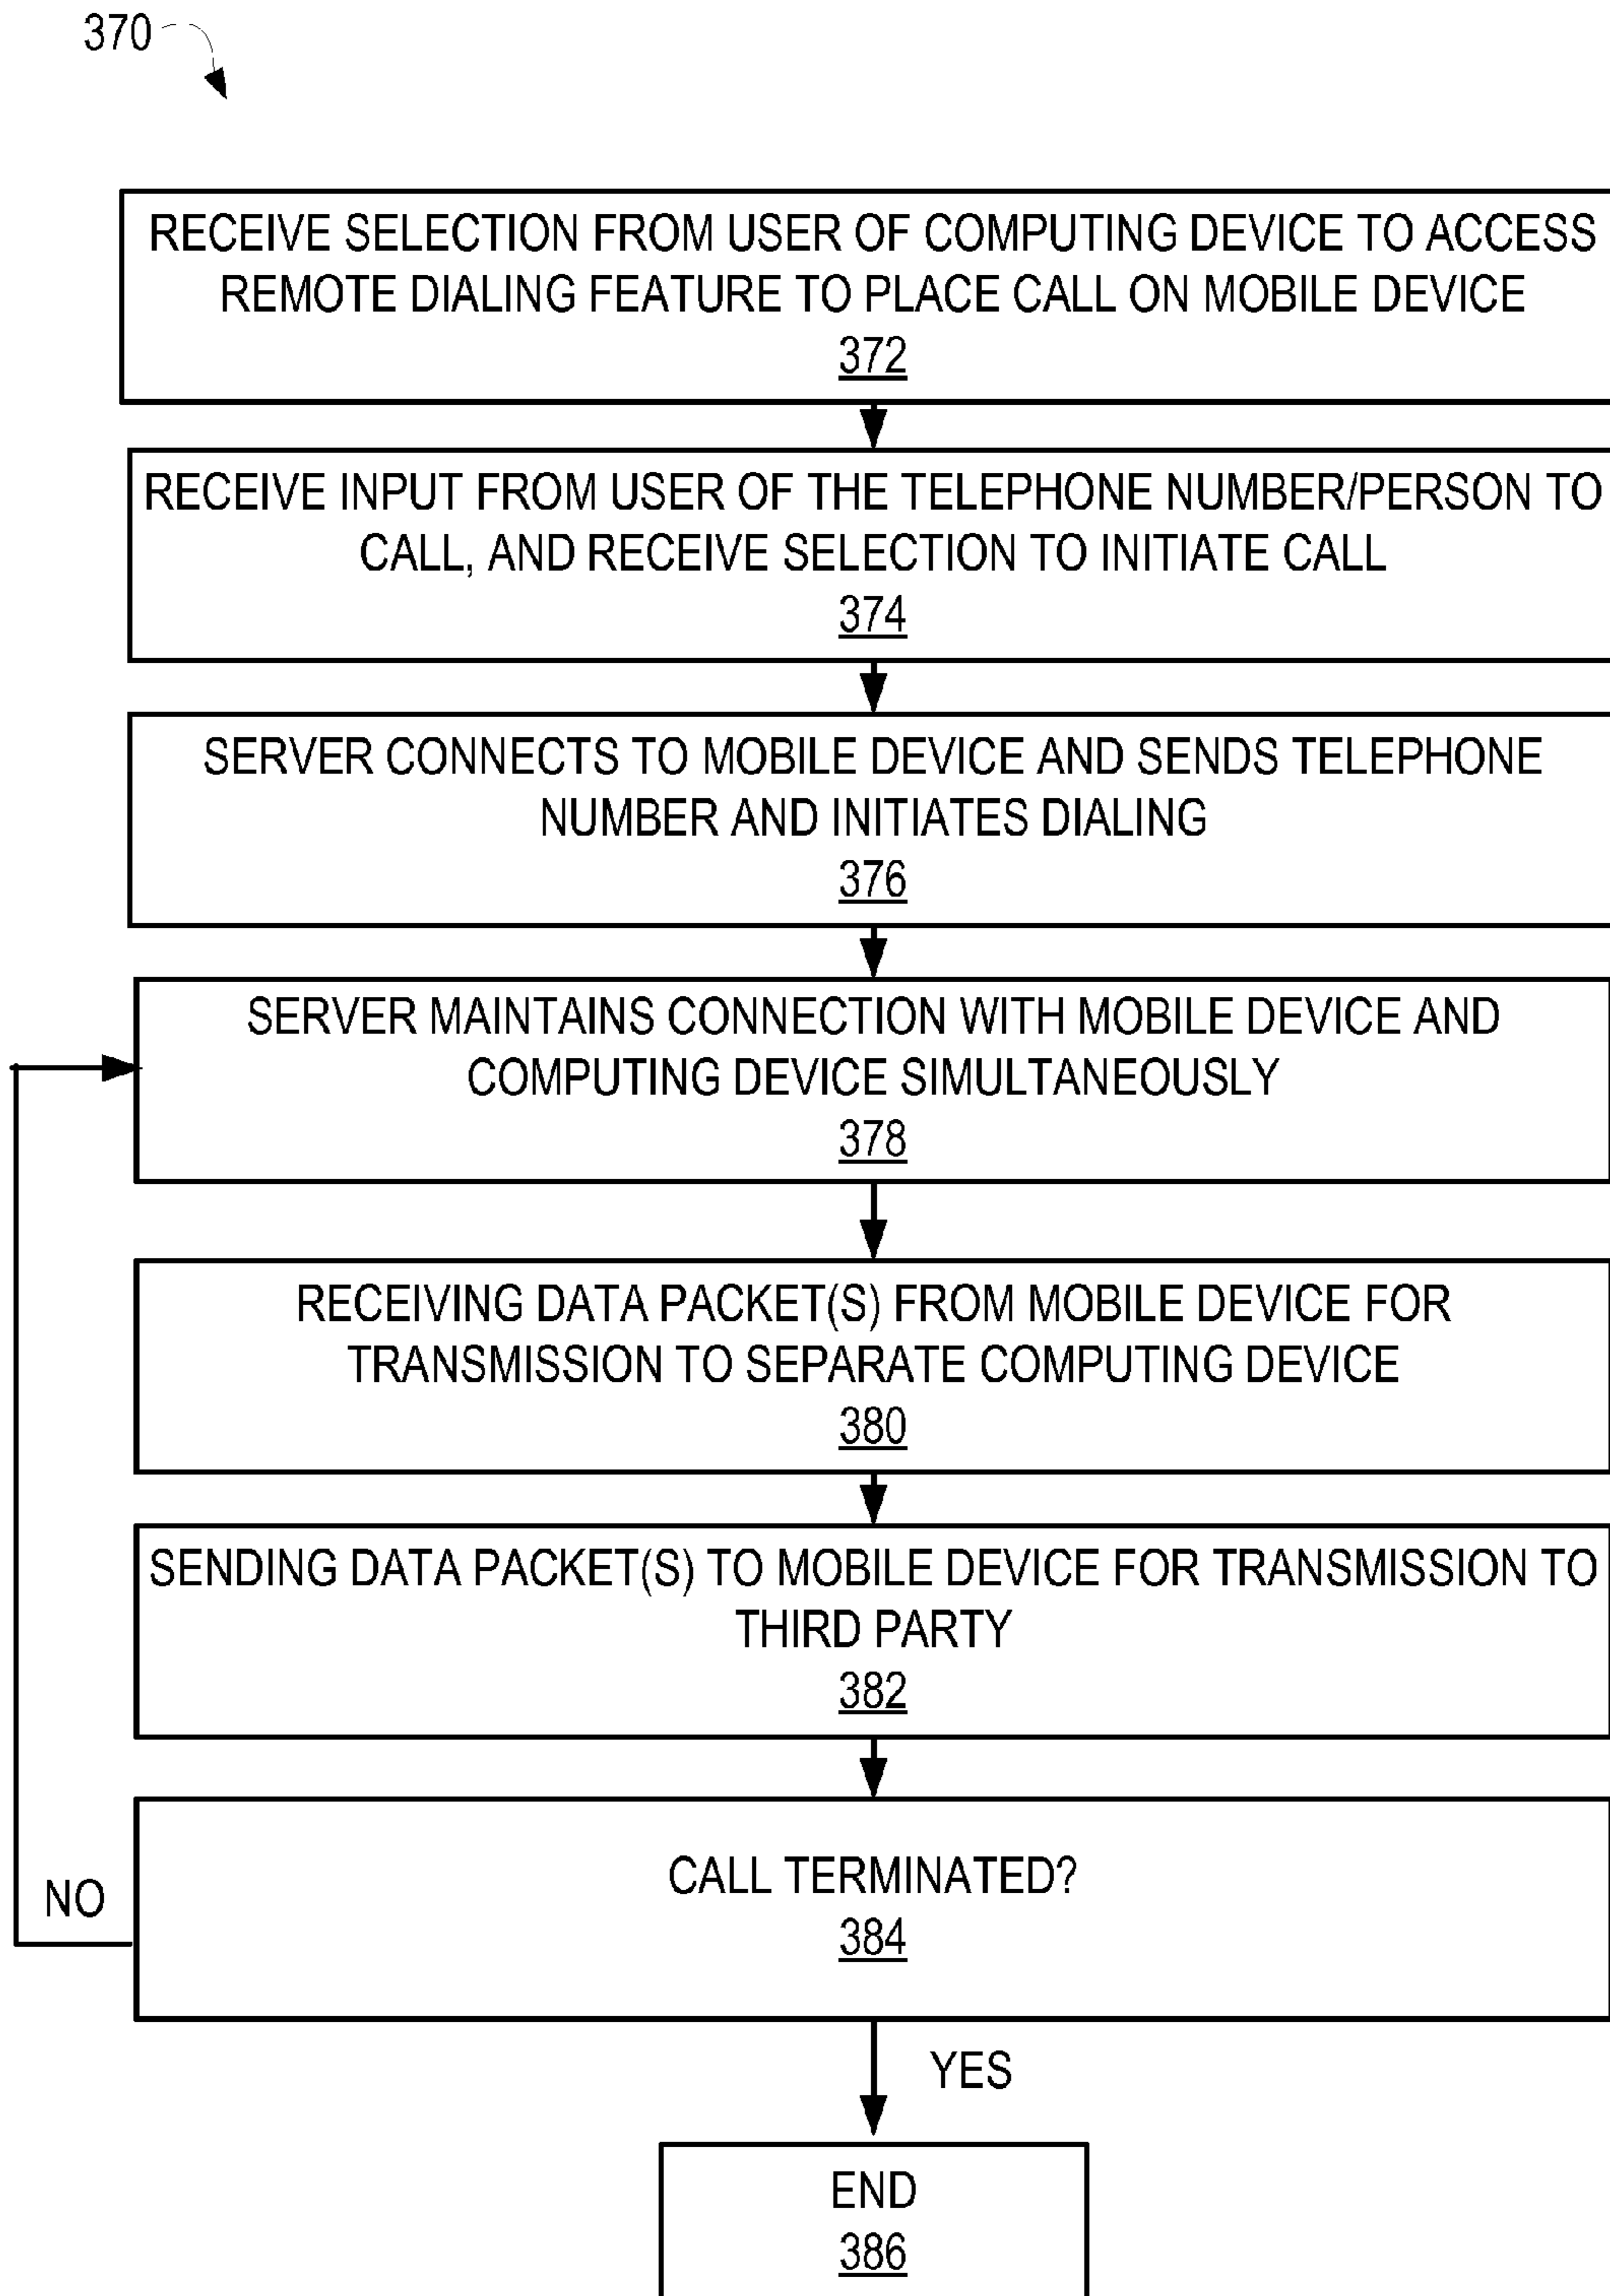 370
RECEIVE SELECTION FROM USER OF COMPUTING DEVICE TO ACCESS
REMOTE DIALING FEATURE TO PLACE CALL ON MOBILE DEVICE
372
RECEIVE INPUT FROM USER OF THE TELEPHONE NUMBER/PERSON TO
CALL, AND RECEIVE SELECTION TO INITIATE CALL
374
SERVER CONNECTS TO MOBILE DEVICE AND SENDS TELEPHONE
NUMBER AND INITIATES DIALING
376
SERVER MAINTAINS CONNECTION WITH MOBILE DEVICE AND
COMPUTING DEVICE SIMULTANEOUSLY
378
RECEIVING DATA PACKET(S) FROM MOBILE DEVICE FOR
TRANSMISSION TO SEPARATE COMPUTING DEVICE
380
SENDING DATA PACKET(S) TO MOBILE DEVICE FOR TRANSMISSION TO
THIRD PARTY
382
CALL TERMINATED?
384
NO
YES
END
386